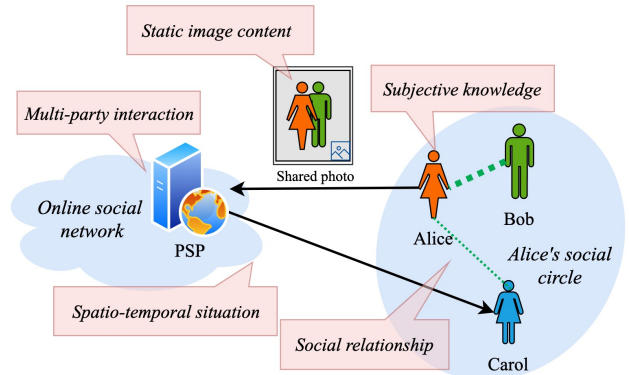 Static image content
Multi-party interaction
Subjective knowledge
Shared photo
Online social
network
PSP
Alice
Bob
Alice's social
circle
Spatio-temporal situation
Social relationship
Carol